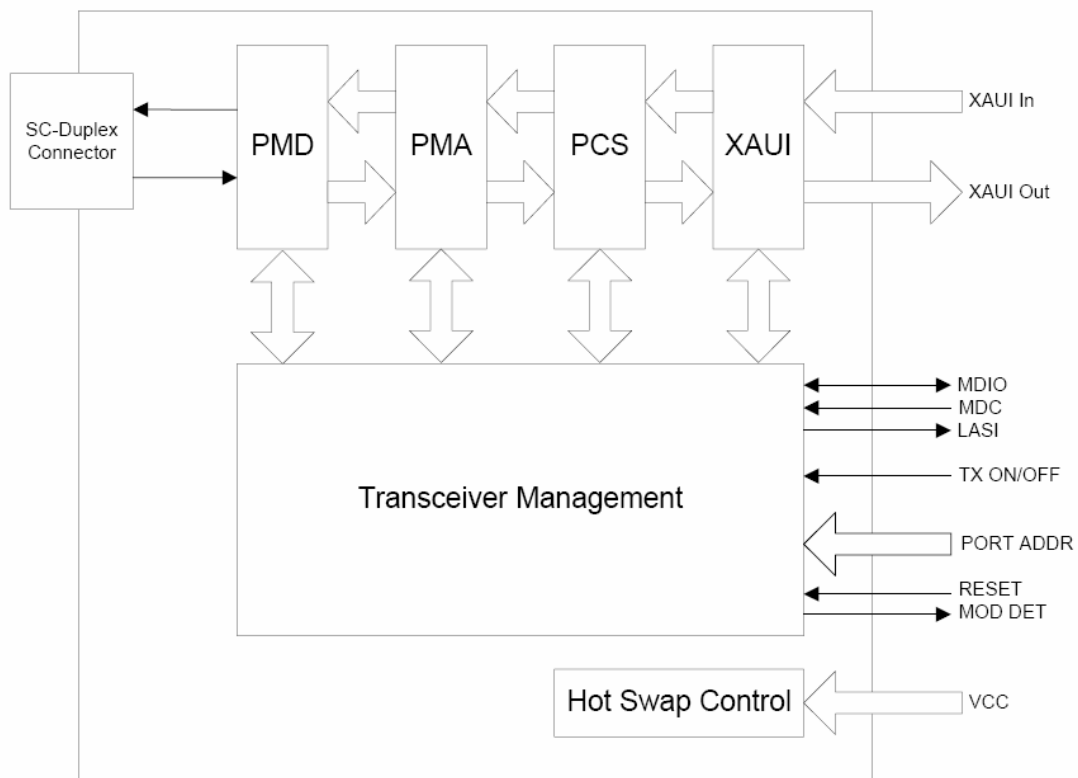 SC-Duplex
Connector
PMD
PMA
PCS
XAUI
XAUI In
XAUI Out
Transceiver Management
MDIO
MDC
LASI
TX ON/OFF
PORT ADDR
RESET
MOD DET
Hot Swap Control
VCC